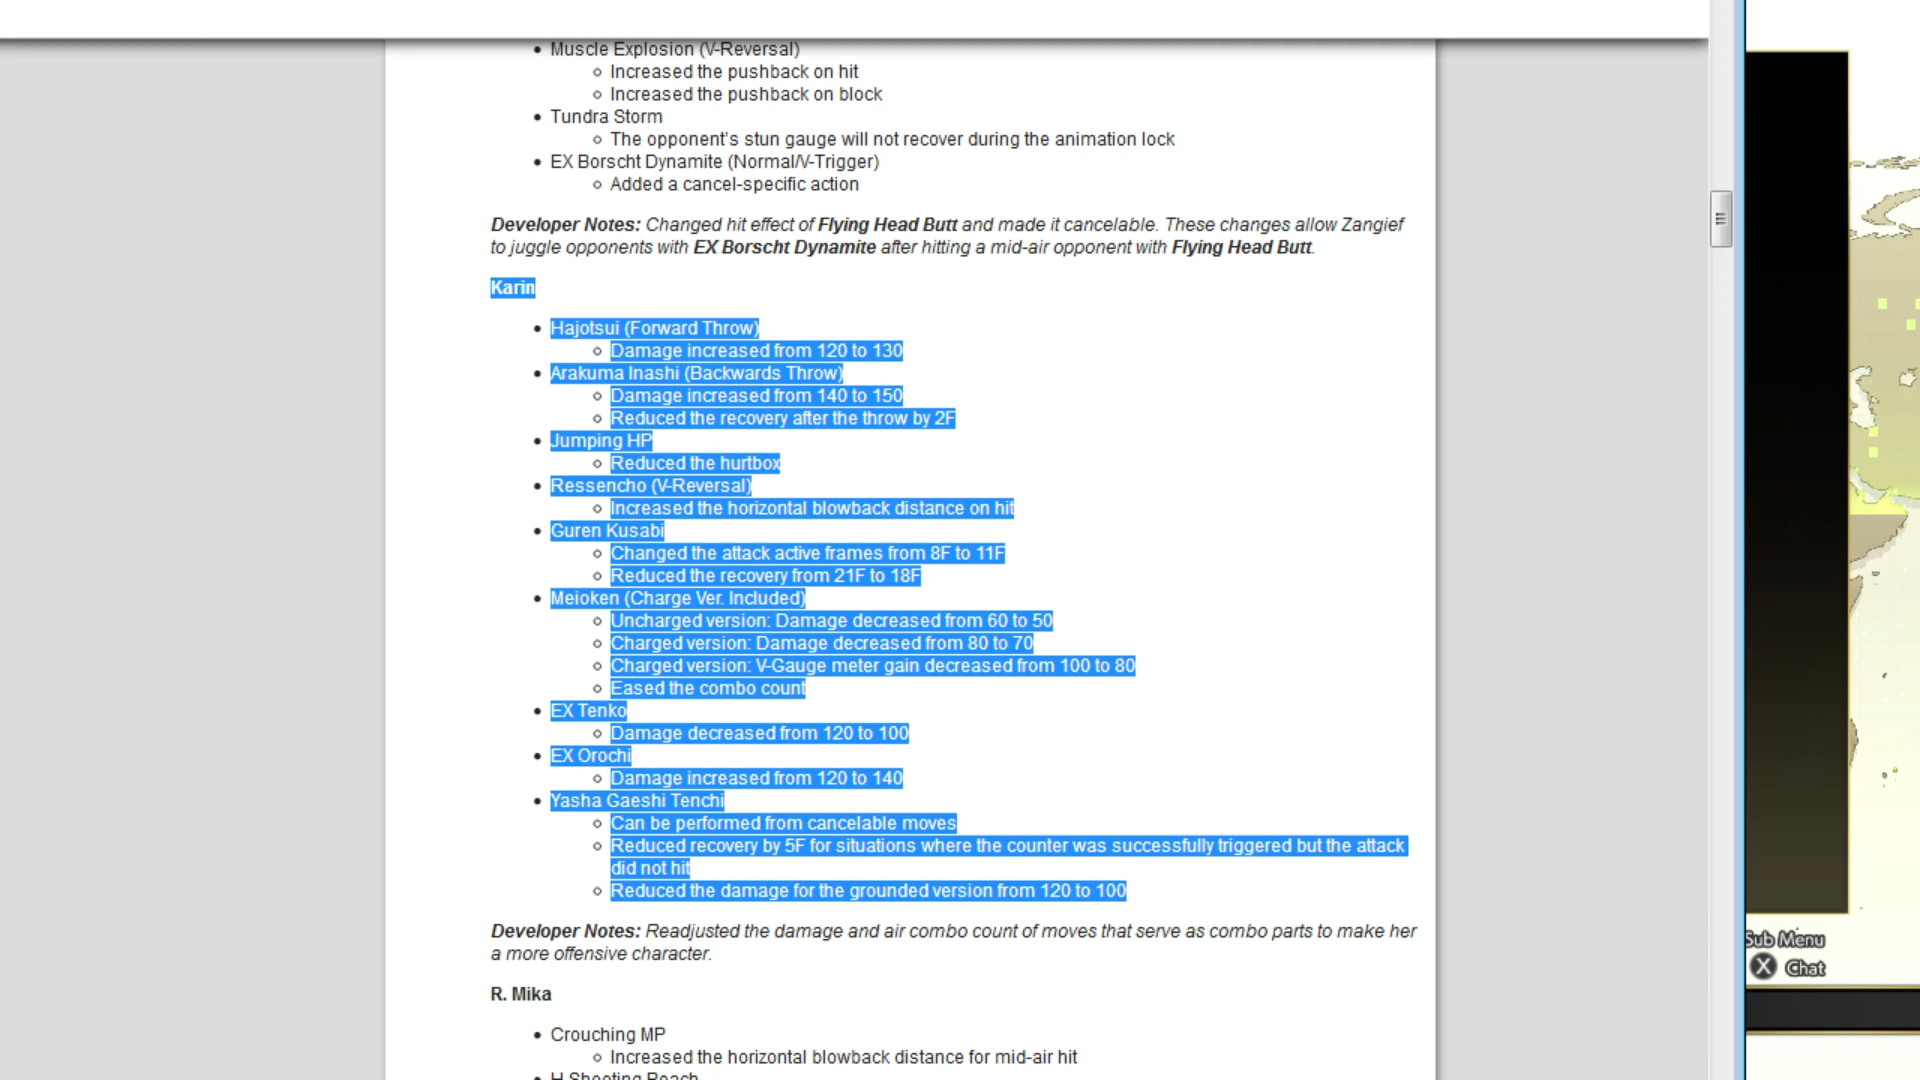 Muscle Explosion (V-Reversal)
Increased the pushback on hit
Increased the pushback on block
Tundra Storm
The opponent's stun gauge will not recover during the animation lock
EX Borscht Dynamite (Normal/V-Trigger)
Added a cancel-specific action
Developer Notes: Changed hit effect of Flying Head Butt and made it cancelable. These changes allow Zangief
to juggle opponents with EX Borscht Dynamite after hitting a mid-air opponent with Flying Head Butt.
Karin
Hajotsui (Forward Throw)
Damage increased from 120 to 130
Arakuma Inashi (Backwards Throw)
Damage increased from 140 to 150
Reduced the recovery after the throw by 2F
Jumping HP
Reduced the hurtbox
Ressencho (V-Reversal)
Increased the horizontal blowback distance on hit
Guren Kusabi
Changed the attack active frames from 8F to 11F
Reduced the recovery from 21F to 18F
Meioken (Charge Ver. Included)
Uncharged version: Damage decreased from 60 to 50
Charged version: Damage decreased from 80 to 70
Charged version: V-Gauge meter gain decreased from 100 to 80
Eased the combo count
EX Tenko
Damage decreased from 120 to 100
EX Orochi
Damage increased from 120 to 140
Yasha Gaeshi Tenchi
Can be performed from cancelable moves
Reduced recovery by 5F for situations where the counter was successfully triggered but the attack
did not hit
Reduced the damage for the grounded version from 120 to 100
Developer Notes: Readjusted the damage and air combo count of moves that serve as combo parts to make her
a more offensive character.
R. Mika
Crouching MP
Increased the horizontal blowback distance for mid-air hit
H Shooting Peach
Sub Menu
X Chat